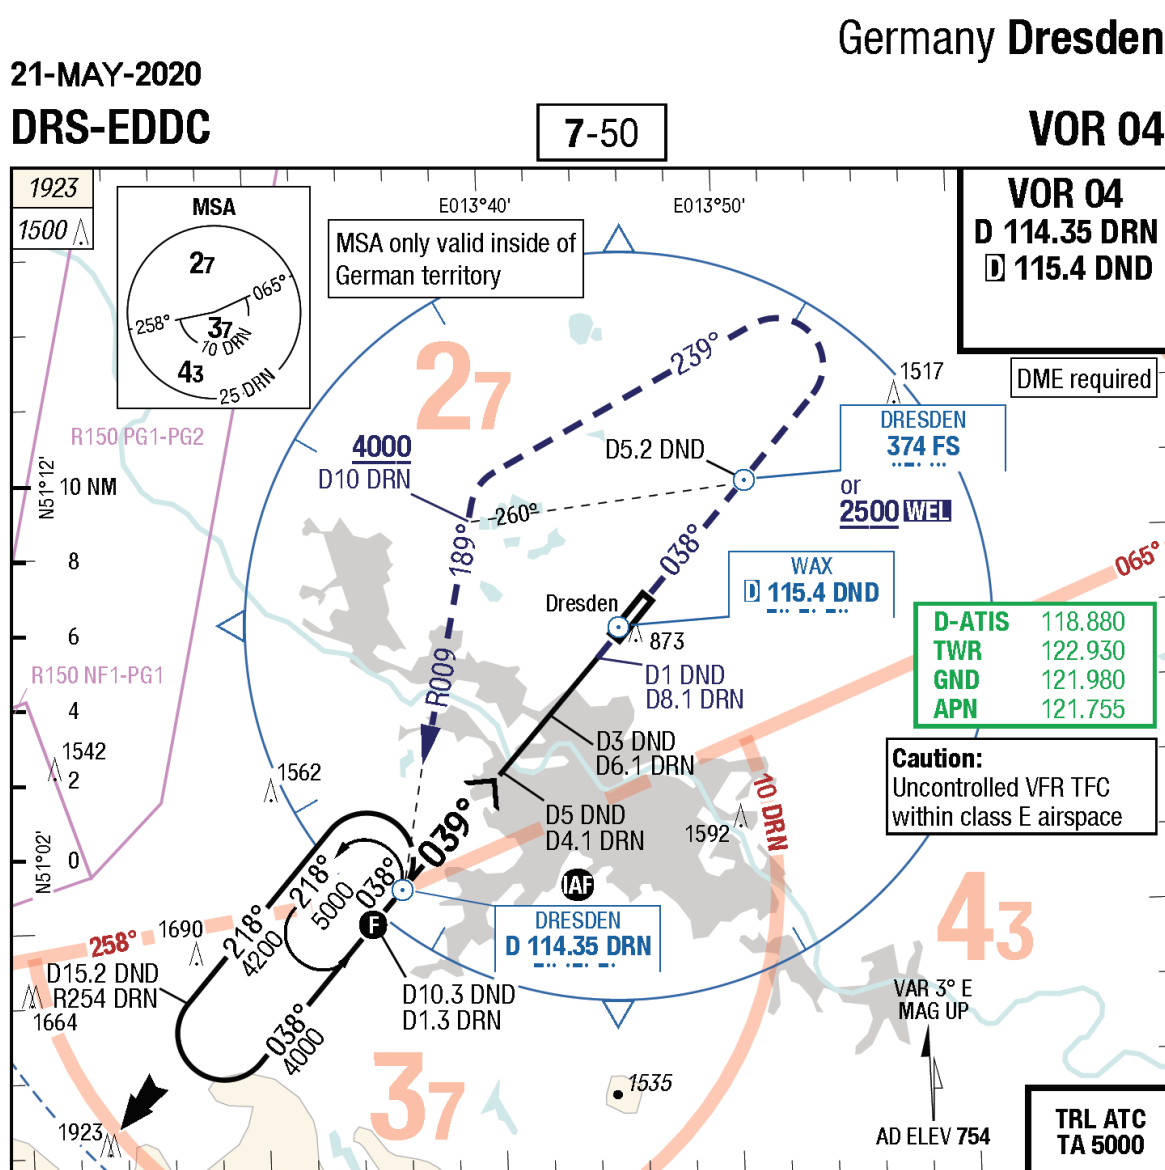 Germany Dresden
21-MAY-2020
DRS-EDDC
7-50
VOR 04
1923
1500
MSA
27
065°
258°
37
10 DRN
43
25 DRN
E013°40'
E013°50'
MSA only valid inside of
German territory
VOR 04
D 114.35 DRN
D 115.4 DND
DME required
27
239°
1517
R150 PG1-PG2
4000
D10 DRN
D5.2 DND
DRESDEN
374 FS
or
2500 WEL
N51°12'
10 NM
260°
189°
038°
065°
8
WAX
D 115.4 DND
Dresden
873
6
D-ATIS 118.880
TWR 122.930
GND 121.980
APN 121.755
R150 NF1-PG1
R009
D1 DND
D8.1 DRN
4
D3 DND
D6.1 DRN
1542
2
1562
Caution:
Uncontrolled VFR TFC
within class E airspace
10 DRN
D5 DND
D4.1 DRN
1592
039°
N51°02'
0
218°
5000
038°
IAF
F
DRESDEN
D 114.35 DRN
43
258°
1690
218°
4200
D15.2 DND
R254 DRN
1664
D10.3 DND
D1.3 DRN
038°
4000
VAR 3° E
MAG UP
37
1535
1923
AD ELEV 754
TRL ATC
TA 5000